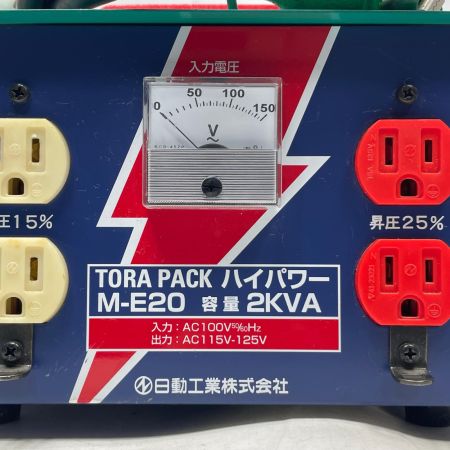 入力電圧
0 50 100 150
V
圧15%
昇圧25%
TORA PACK ハイパワー
M-E20 容量 2KVA
入力：AC100V50/60Hz
出力：AC115V-125V
日動工業株式会社